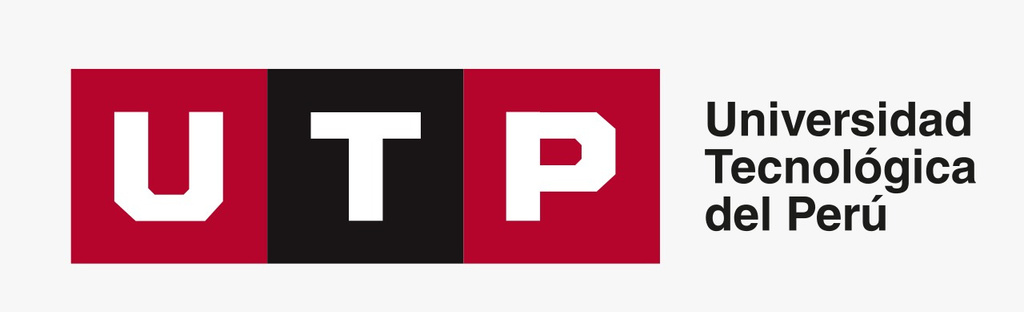 UTP
Universidad
Tecnológica
del Perú